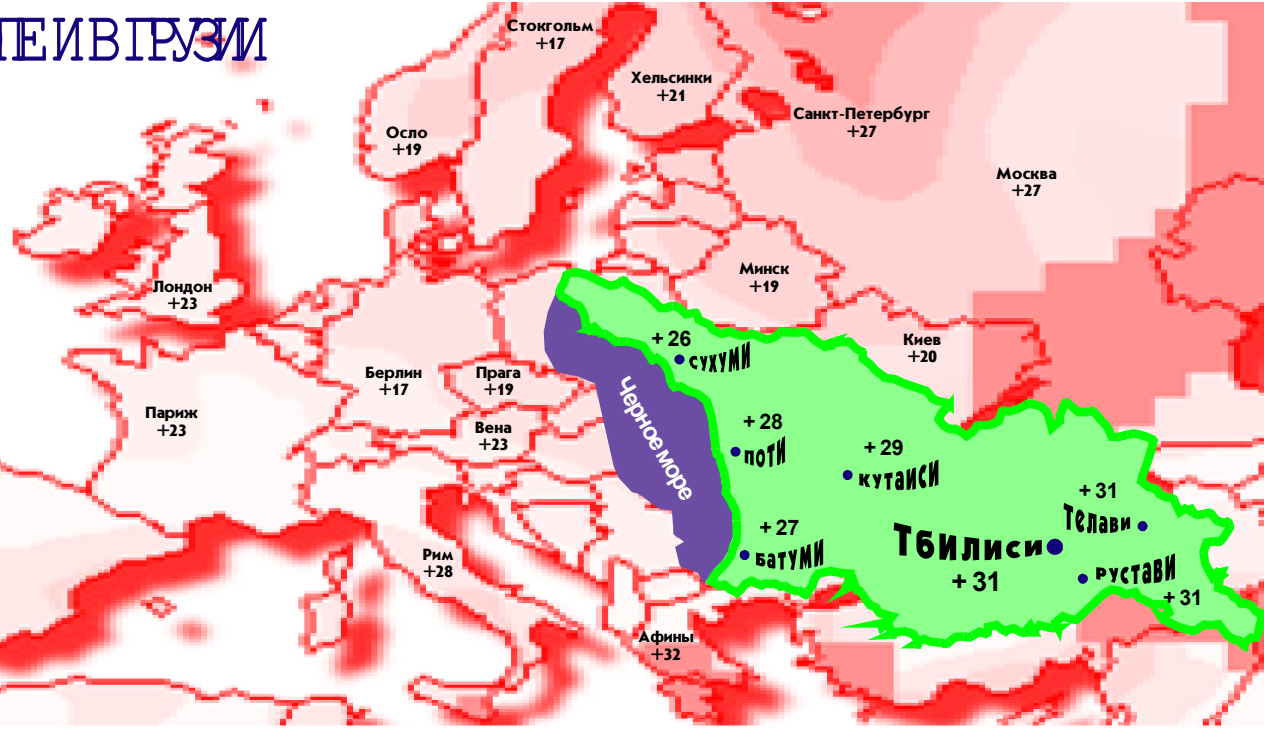 ПЕ И В ГРУЗИИ
Стокгольм
+17
Хельсинки
+21
Санкт-Петербург
+27
Осло
+19
Москва
+27
Лондон
+23
Минск
+19
Киев
+20
+ 26
СУХУМИ
Берлин
+17
Прага
+19
Париж
+23
Вена
+23
Черное море
+ 28
ПОТИ
+ 29
КУТАИСИ
+ 31
Телави
Тбилиси
+ 31
+ 27
БАТУМИ
РУСТАВИ
+ 31
Рим
+28
Афины
+32